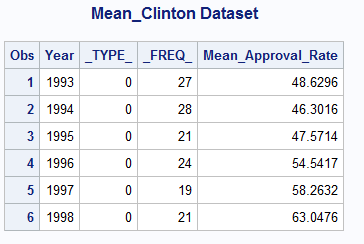 Mean_Clinton Dataset
Obs Year _TYPE_ _FREQ_ Mean_Approval_Rate
1 1993 0 27 48.6296
2 1994 0 28 46.3016
3 1995 0 21 47.5714
4 1996 0 24 54.5417
5 1997 0 19 58.2632
6 1998 0 21 63.0476